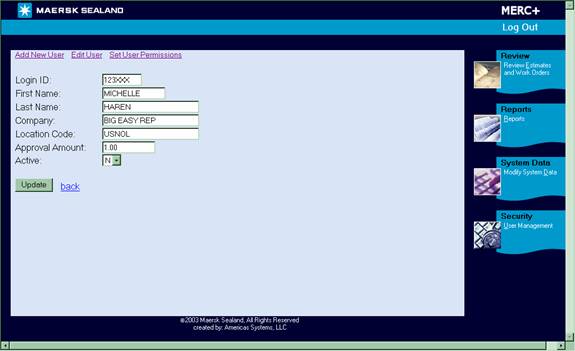 MAERSK SEALAND
MERC+
Log Out
Add New User Edit User Set User Permissions
Login ID: 123XXX
First Name: MICHELLE
Last Name: HAREN
Company: BIG EASY REP
Location Code: USNOL
Approval Amount: 1.00
Active: N
Update back
Review
Review Estimates
and Work Orders
Reports
Reports
System Data
Modify System Data
Security
User Management
©2003 Maersk Sealand, All Rights Reserved
created by: Americas Systems, LLC